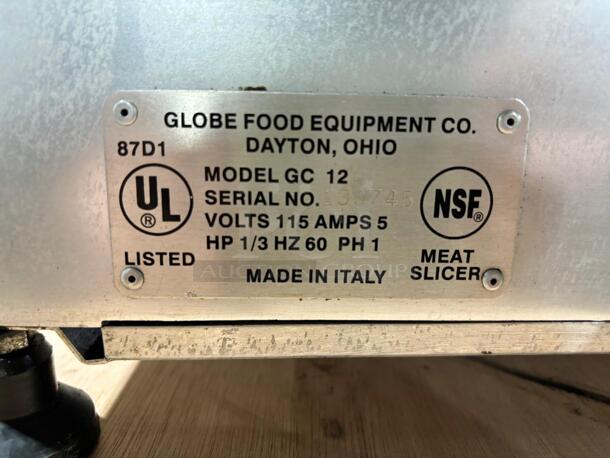 GLOBE FOOD EQUIPMENT CO.
DAYTON, OHIO
87D1
UL®
LISTED
MODEL GC 12
SERIAL NO.
VOLTS 115 AMPS 5
HP 1/3 HZ 60 PH 1
MADE IN ITALY
NSF®
MEAT
SLICER